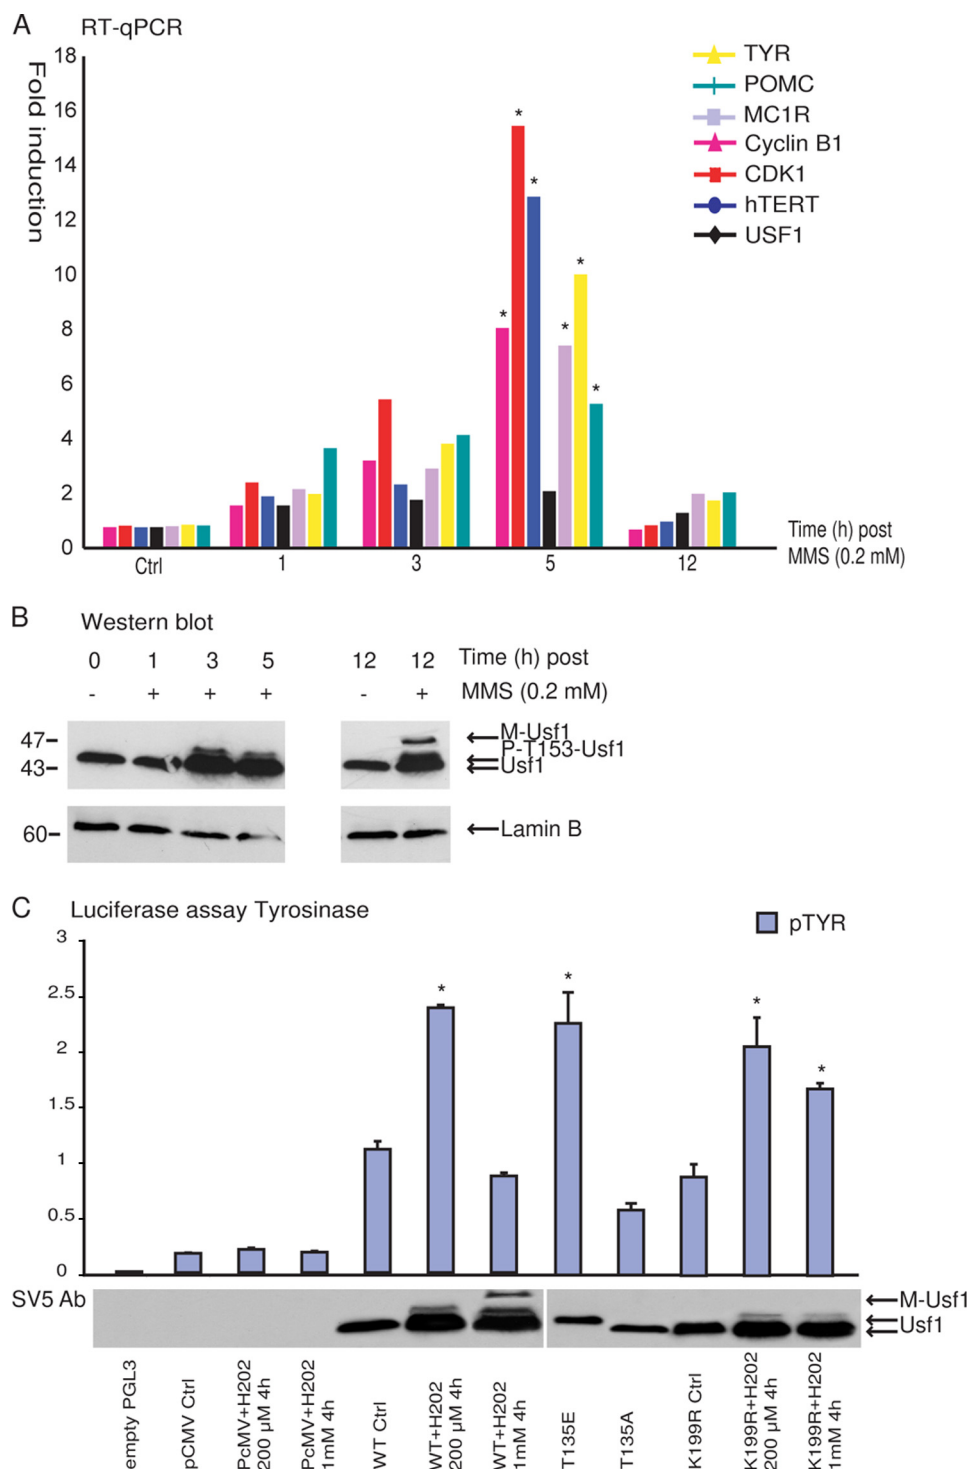 A
RT-qPCR
Fold induction
18
16
14
12
10
8
6
4
2
0
* * * * * *
TYR
POMC
MC1R
Cyclin B1
CDK1
hTERT
USF1
Ctrl 1 3 5 12
Time (h) post
MMS (0.2 mM)
B
Western blot
0 1 3 5 12 12 Time (h) post
- + + + - + MMS (0.2 mM)
47
43
M-Usf1
P-T153-Usf1
Usf1
60
Lamin B
C
Luciferase assay Tyrosinase
pTYR
3
2.5
2
1.5
1
0.5
0
* * * *
SV5 Ab
M-Usf1
Usf1
empty PGL3
pCMV Ctrl
PcMV+H202
200 µM 4h
PcMV+H202
1mM 4h
WT Ctrl
WT+H202
200 µM 4h
WT+H202
1mM 4h
T135E
T135A
K199R Ctrl
K199R+H202
200 µM 4h
K199R+H202
1mM 4h